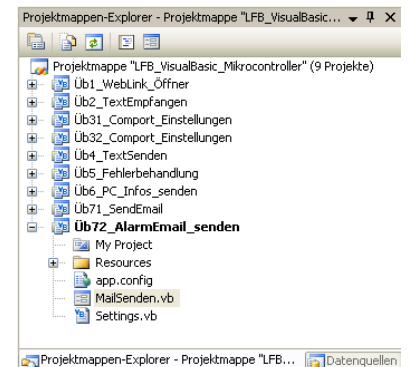 Projektmappen-Explorer - Projektmappe "LFB_VisualBasic...
Projektmappe "LFB_VisualBasic_Mikrocontroller" (9 Projekte)
Üb1_WebLink_Öffner
Üb2_TextEmpfangen
Üb31_Comport_Einstellungen
Üb32_Comport_Einstellungen
Üb4_TextSenden
Üb5_Fehlerbehandlung
Üb6_PC_Infos_senden
Üb71_SendEmail
Üb72_AlarmEmail_senden
My Project
Resources
app.config
MailSenden.vb
Settings.vb
Projektmappen-Explorer - Projektmappe "LFB... Datenquellen